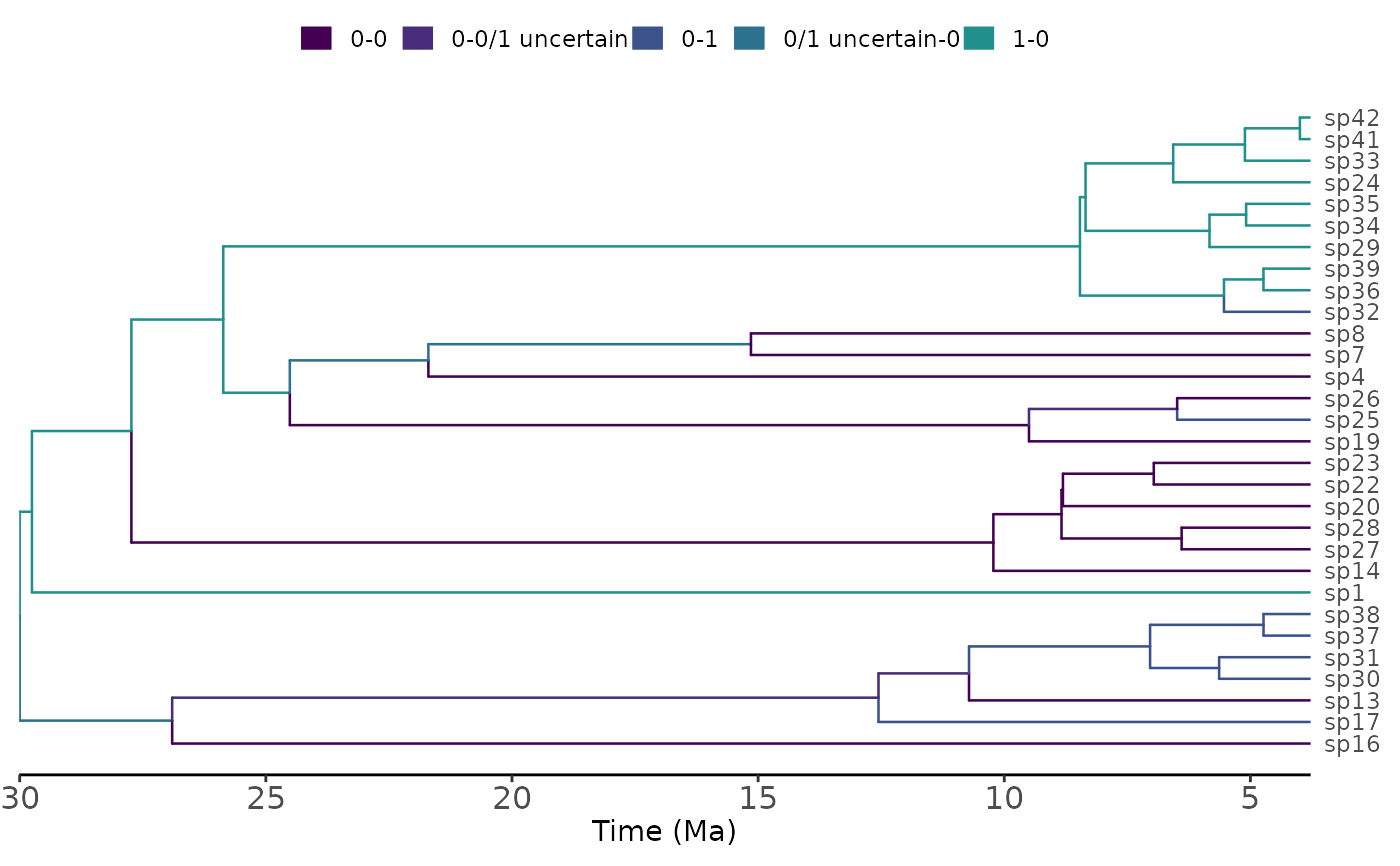 0-0 0-0/1 uncertain 0-1 0/1 uncertain-0 1-0
sp42
sp41
sp33
sp24
sp35
sp34
sp29
sp39
sp36
sp32
sp8
sp7
sp4
sp26
sp25
sp19
sp23
sp22
sp20
sp28
sp27
sp14
sp1
sp38
sp37
sp31
sp30
sp13
sp17
sp16
30 25 20 15 10 5
Time (Ma)